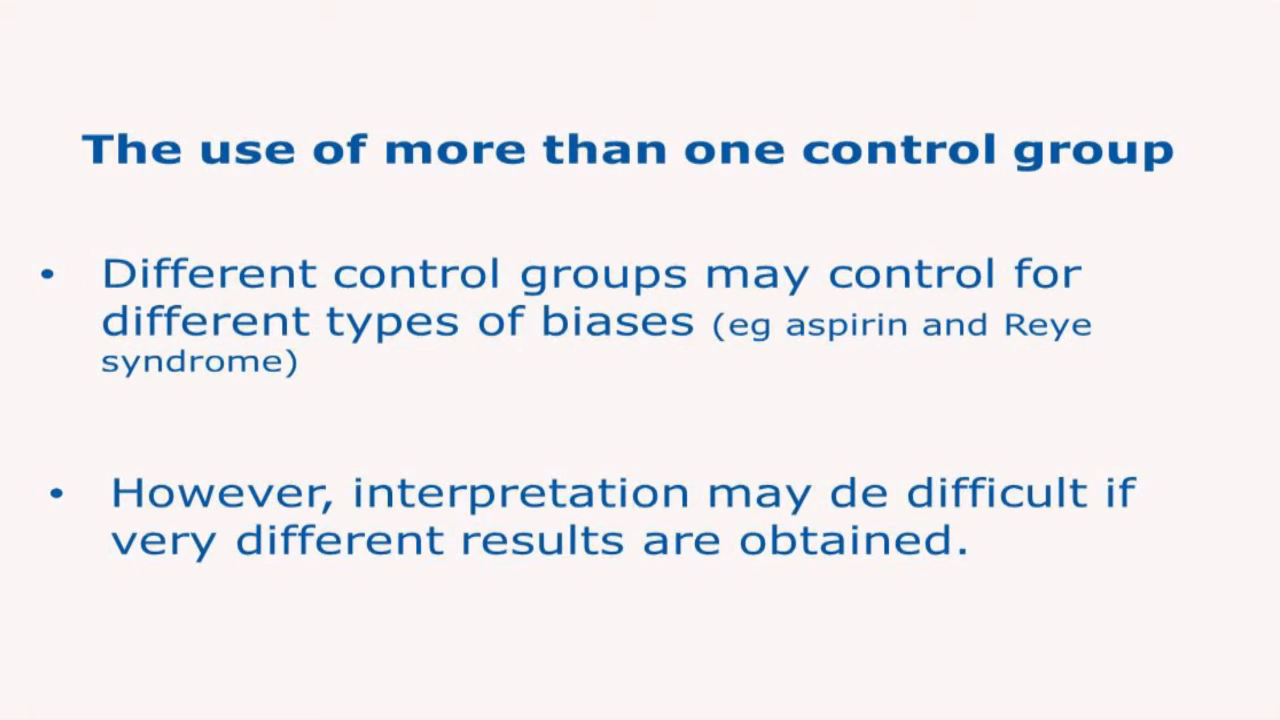 The use of more than one control group
• Different control groups may control for
different types of biases (eg aspirin and Reye
syndrome)
• However, interpretation may de difficult if
very different results are obtained.